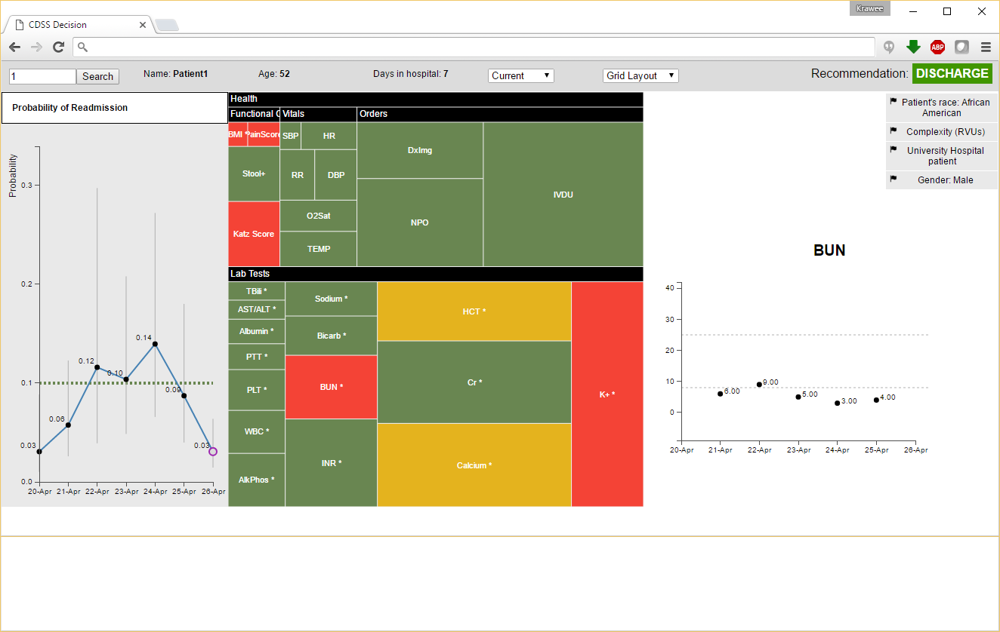 Krawee
CDSS Decision
ABP
1 Search Name: Patient1 Age: 52 Days in hospital: 7 Current Grid Layout Recommendation: DISCHARGE
Probability of Readmission
Probability
0.3
0.2
0.1
0.0
0.03
0.06
0.12
0.10
0.14
0.09
0.03
20-Apr 21-Apr 22-Apr 23-Apr 24-Apr 25-Apr 26-Apr
Health
Functional Vitals Orders
BMI * PainScore
Stool+
Katz Score
SBP HR
RR DBP
O2Sat
TEMP
DxImg
NPO
IVDU
Lab Tests
TBili *
AST/ALT *
Albumin *
PTT *
PLT *
WBC *
AlkPhos *
Sodium *
Bicarb *
BUN *
INR *
HCT *
Cr *
Calcium *
K+ *
Patient's race: African
American
Complexity (RVUs)
University Hospital
patient
Gender: Male
BUN
40
30
20
10
0
6.00
9.00
5.00
3.00
4.00
20-Apr 21-Apr 22-Apr 23-Apr 24-Apr 25-Apr 26-Apr